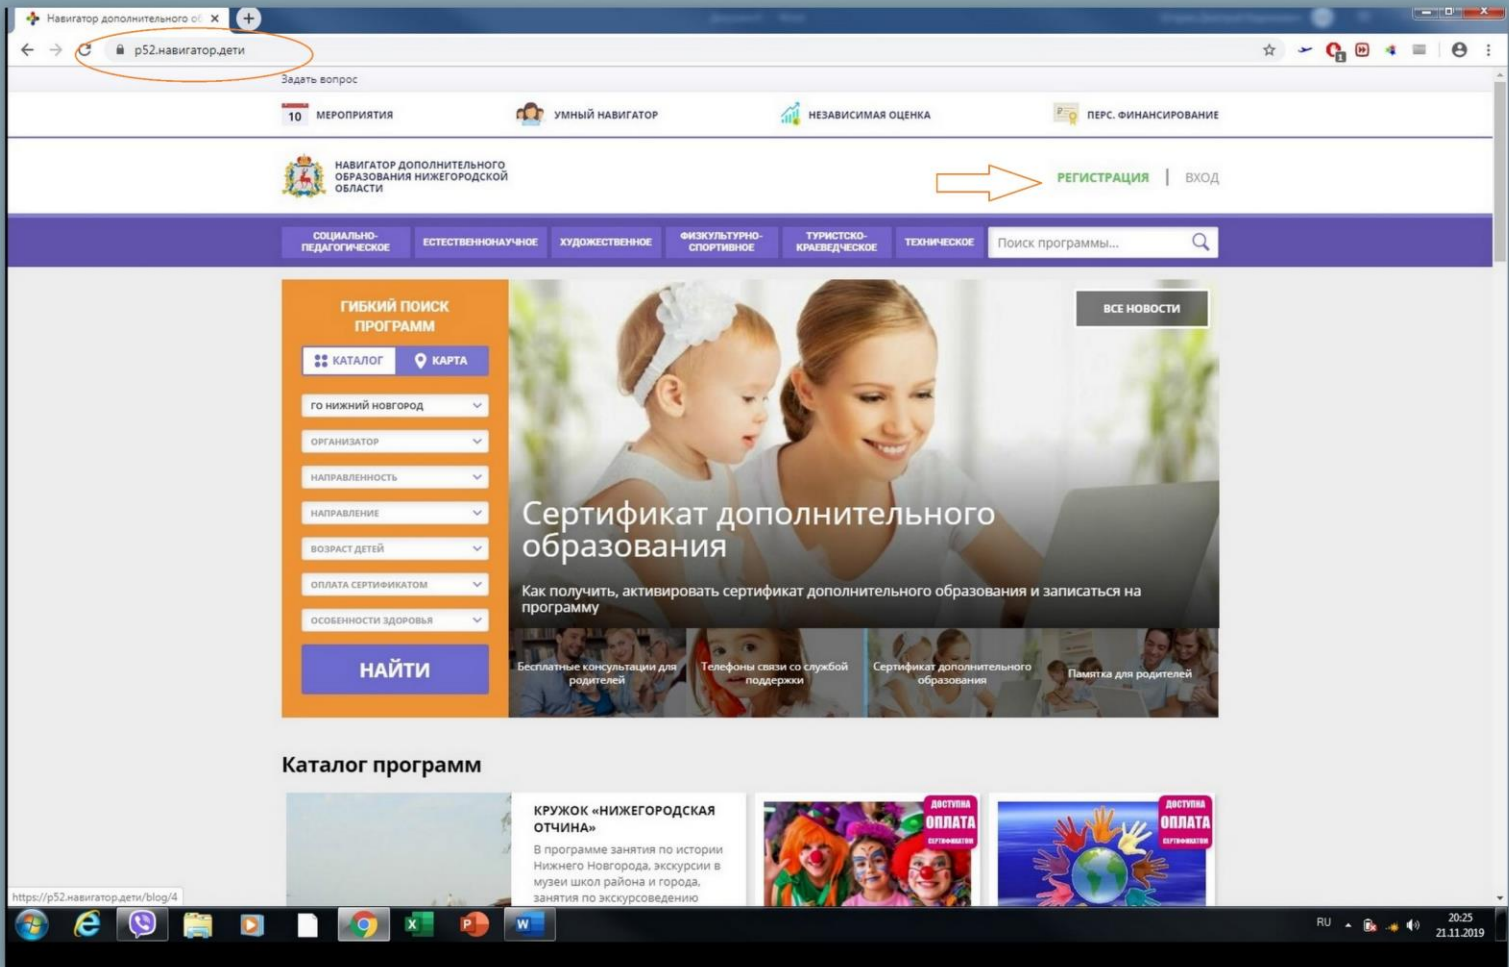 Навигатор дополнительного об
р52.навигатор.дети
Задать вопрос
10 МЕРОПРИЯТИЯ
УМНЫЙ НАВИГАТОР
НЕЗАВИСИМАЯ ОЦЕНКА
ПЕРС. ФИНАНСИРОВАНИЕ
НАВИГАТОР ДОПОЛНИТЕЛЬНОГО
ОБРАЗОВАНИЯ НИЖЕГОРОДСКОЙ
ОБЛАСТИ
РЕГИСТРАЦИЯ | ВХОД
СОЦИАЛЬНО-
ПЕДАГОГИЧЕСКОЕ
ЕСТЕСТВЕННОНАУЧНОЕ
ХУДОЖЕСТВЕННОЕ
ФИЗКУЛЬТУРНО-
СПОРТИВНОЕ
ТУРИСТСКО-
КРАЕВЕДЧЕСКОЕ
ТЕХНИЧЕСКОЕ
Поиск программы...
ГИБКИЙ ПОИСК
ПРОГРАММ
КАТАЛОГ
КАРТА
ГО НИЖНИЙ НОВГОРОД
ОРГАНИЗАТОР
НАПРАВЛЕННОСТЬ
НАПРАВЛЕНИЕ
ВОЗРАСТ ДЕТЕЙ
ОПЛАТА СЕРТИФИКАТОМ
ОСОБЕННОСТИ ЗДОРОВЬЯ
НАЙТИ
ВСЕ НОВОСТИ
Сертификат дополнительного
образования
Как получить, активировать сертификат дополнительного образования и записаться на
программу
Бесплатные консультации для
родителей
Телефоны связи со службой
поддержки
Сертификат дополнительного
образования
Памятка для родителей
Каталог программ
КРУЖОК «НИЖЕГОРОДСКАЯ
ОТЧИНА»
В программе занятия по истории
Нижнего Новгорода, экскурсии в
музеи школ района и города,
занятия по экскурсоведению
ДОСТУПНА
ОПЛАТА
СЕРТИФИКАТОМ
ДОСТУПНА
ОПЛАТА
СЕРТИФИКАТОМ
https://р52.навигатор.дети/blog/4
RU
20:25
21.11.2019